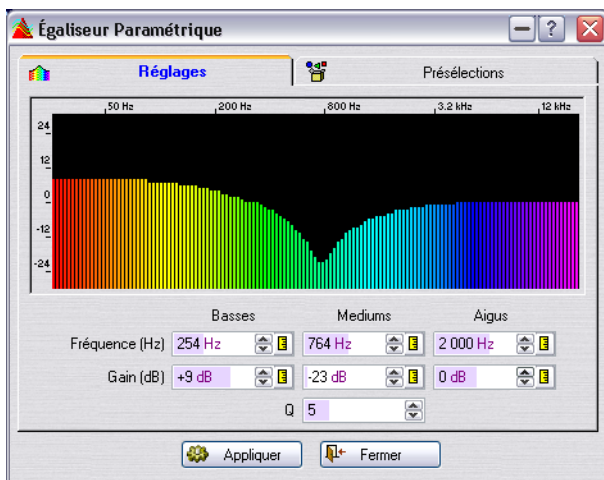 Égaliseur Paramétrique
Réglages
Présélections
50 Hz 200 Hz 800 Hz 3.2 kHz 12 kHz
24
12
0
-12
-24
Basses Mediums Aigus
Fréquence (Hz) 254 Hz 764 Hz 2 000 Hz
Gain (dB) +9 dB -23 dB 0 dB
Q 5
Appliquer Fermer